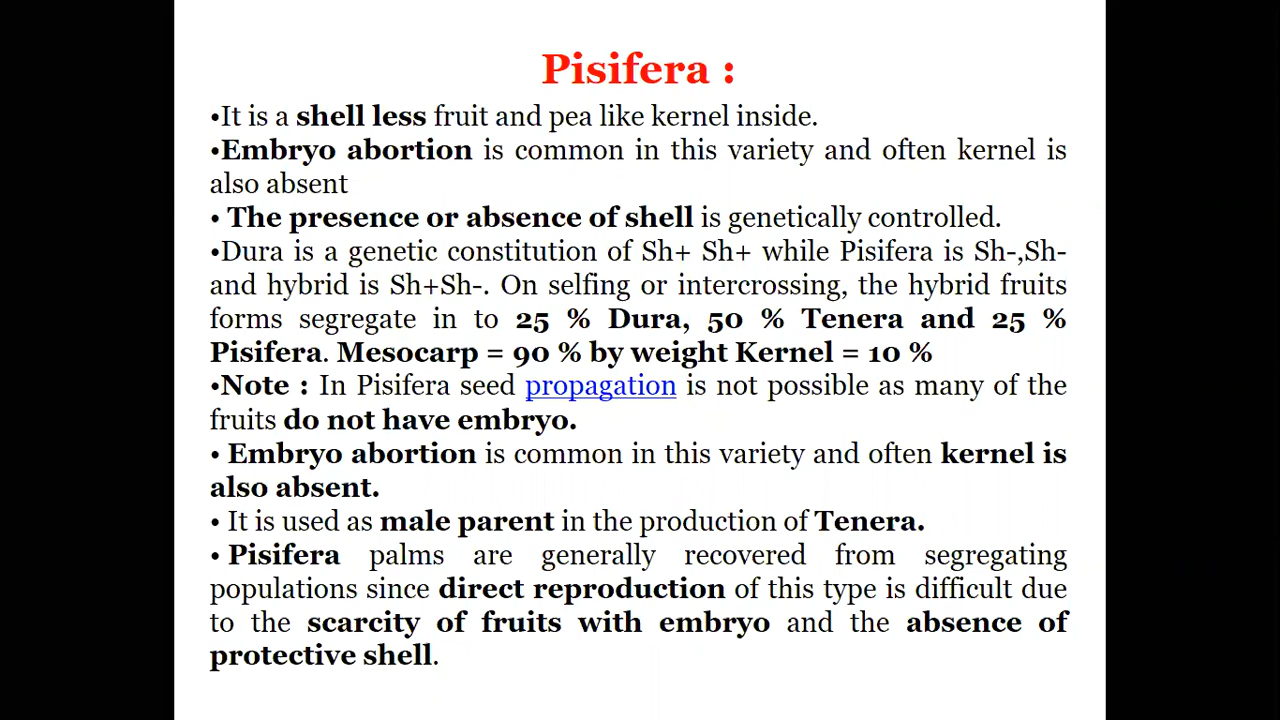 Pisifera :
•It is a shell less fruit and pea like kernel inside.
•Embryo abortion is common in this variety and often kernel is
also absent
• The presence or absence of shell is genetically controlled.
•Dura is a genetic constitution of Sh+ Sh+ while Pisifera is Sh-,Sh-
and hybrid is Sh+Sh-. On selfing or intercrossing, the hybrid fruits
forms segregate in to 25 % Dura, 50 % Tenera and 25 %
Pisifera. Mesocarp = 90 % by weight Kernel = 10 %
•Note : In Pisifera seed propagation is not possible as many of the
fruits do not have embryo.
• Embryo abortion is common in this variety and often kernel is
also absent.
• It is used as male parent in the production of Tenera.
• Pisifera palms are generally recovered from segregating
populations since direct reproduction of this type is difficult due
to the scarcity of fruits with embryo and the absence of
protective shell.